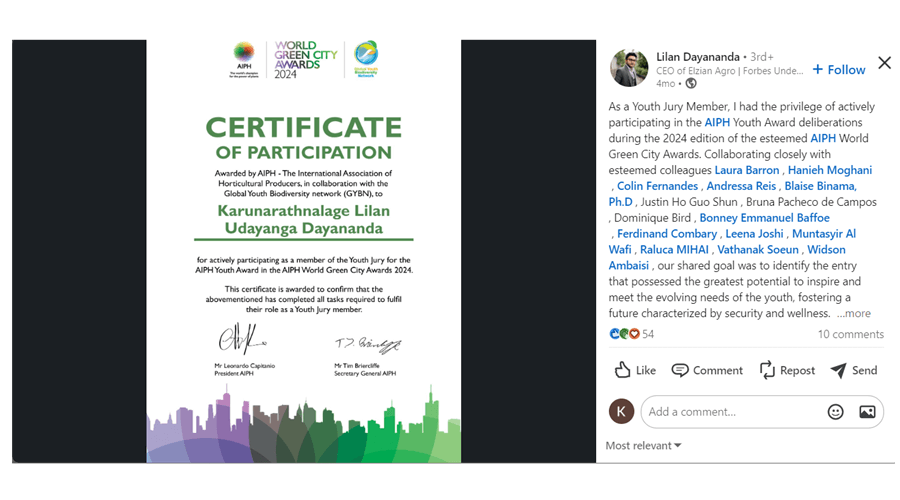 AIPH
The world's champion
for the power of plants
WORLD
GREEN CITY
AWARDS
2024
Global Youth
Biodiversity
Network
CERTIFICATE
OF PARTICIPATION
Awarded by AIPH - The International Association of
Horticultural Producers, in collaboration with the
Global Youth Biodiversity network (GYBN), to
Karunarathnalage Lilan
Udayanga Dayananda
for actively participating as a member of the Youth Jury for the
AIPH Youth Award in the AIPH World Green City Awards 2024.
This certificate is awarded to confirm that the
abovementioned has completed all tasks required to fulfil
their role as a Youth Jury member.
Mr Leonardo Capitanio
President AIPH
Mr Tim Briercliffe
Secretary General AIPH
Lilan Dayananda • 3rd+
CEO of Elzian Agro | Forbes Unde...
4mo •
+ Follow
As a Youth Jury Member, I had the privilege of actively
participating in the AIPH Youth Award deliberations
during the 2024 edition of the esteemed AIPH World
Green City Awards. Collaborating closely with
esteemed colleagues Laura Barron , Hanieh Moghani
, Colin Fernandes , Andressa Reis , Blaise Binama,
Ph.D , Justin Ho Guo Shun , Bruna Pacheco de Campos
, Dominique Bird , Bonney Emmanuel Baffoe
, Ferdinand Combary , Leena Joshi , Muntasyir Al
Wafi , Raluca MIHAI , Vathanak Soeun , Widson
Ambaisi , our shared goal was to identify the entry
that possessed the greatest potential to inspire and
meet the evolving needs of the youth, fostering a
future characterized by security and wellness. ...more
54
10 comments
Like
Comment
Repost
Send
K
Add a comment...
Most relevant